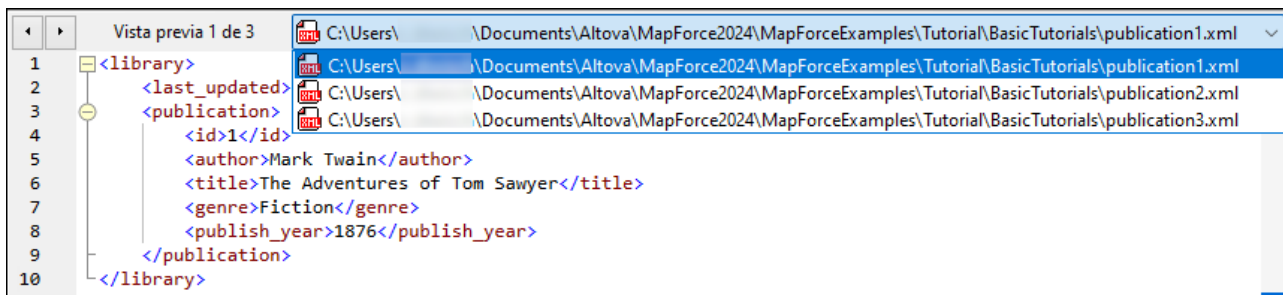 Vista previa 1 de 3 C:\Users\ \Documents\Altova\MapForce2024\MapForceExamples\Tutorial\BasicTutorials\publication1.xml
C:\Users\ \Documents\Altova\MapForce2024\MapForceExamples\Tutorial\BasicTutorials\publication1.xml
C:\Users\ \Documents\Altova\MapForce2024\MapForceExamples\Tutorial\BasicTutorials\publication2.xml
C:\Users\ \Documents\Altova\MapForce2024\MapForceExamples\Tutorial\BasicTutorials\publication3.xml
1 <library>
2 <last_updated>
3 <publication>
4 <id>1</id>
5 <author>Mark Twain</author>
6 <title>The Adventures of Tom Sawyer</title>
7 <genre>Fiction</genre>
8 <publish_year>1876</publish_year>
9 </publication>
10 </library>